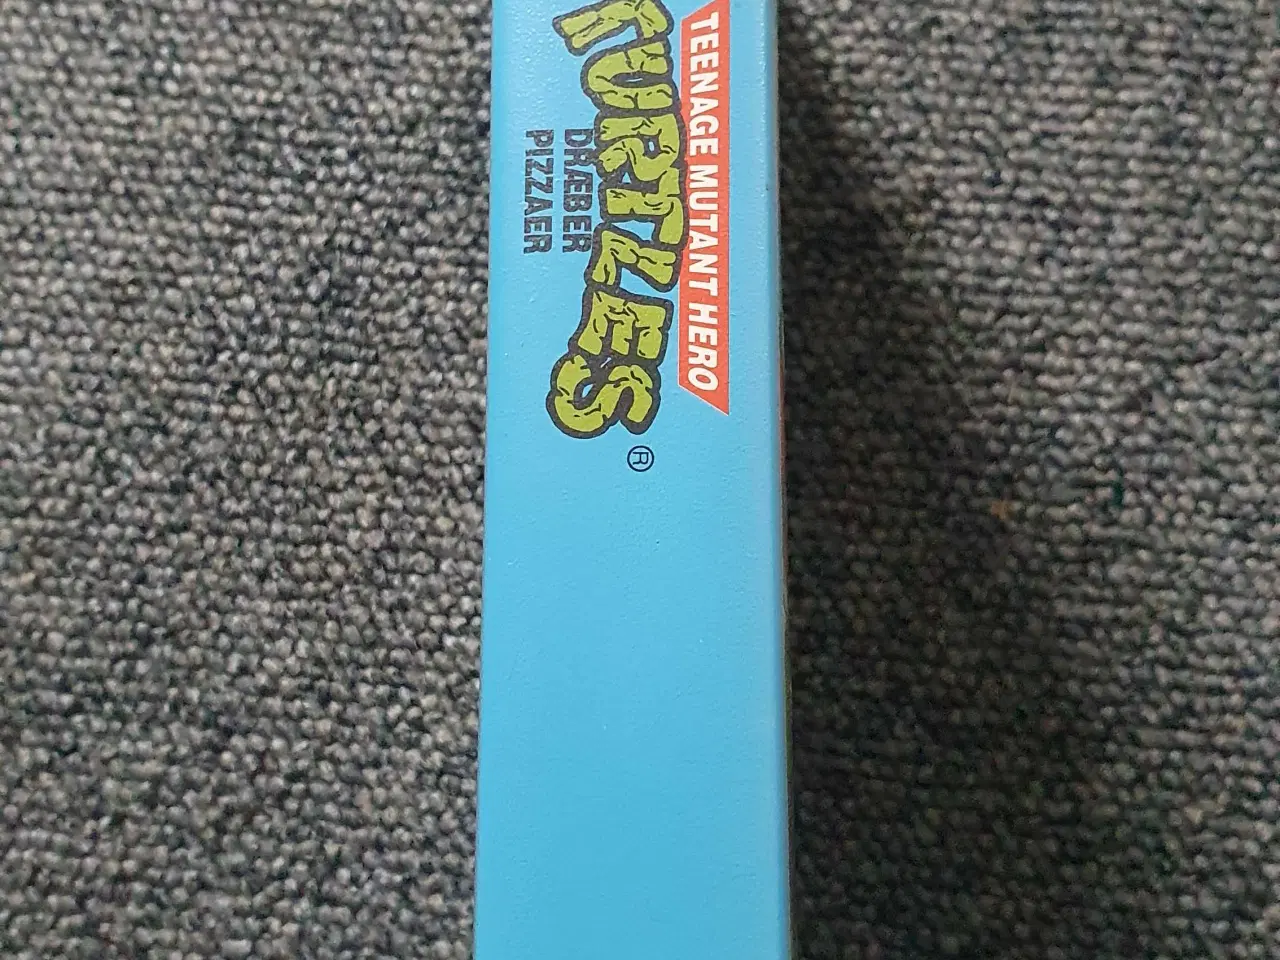 TEENAGE MUTANT HERO
TURTLES®
DRÆBER
PIZZAER